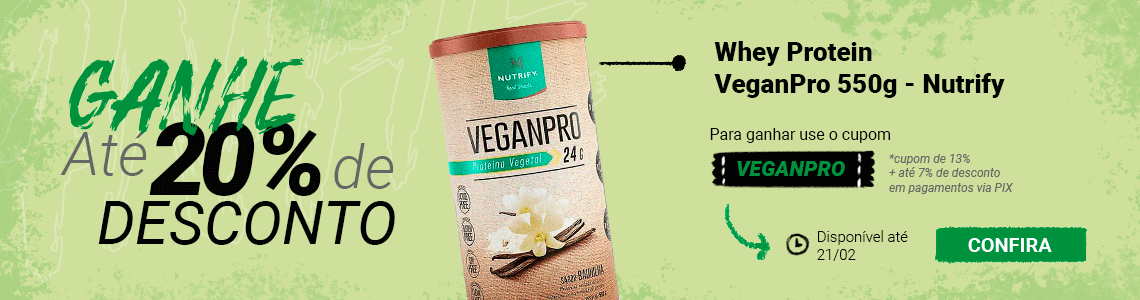 GANHE
Até 20% de
DESCONTO
NUTRIFY
Real Foods
VEGANPRO
Proteína Vegetal
24 G
SABOR BAUNILHA
Whey Protein
VeganPro 550g - Nutrify
Para ganhar use o cupom
VEGANPRO
*cupom de 13%
+ até 7% de desconto
em pagamentos via PIX
Disponível até
21/02
CONFIRA